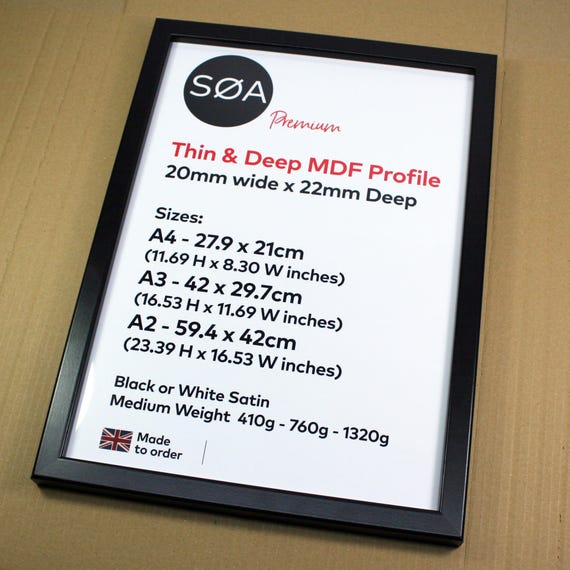 SØA
Premium
Thin & Deep MDF Profile
20mm wide x 22mm Deep
Sizes:
A4 - 27.9 x 21cm
(11.69 H x 8.30 W inches)
A3 - 42 x 29.7cm
(16.53 H x 11.69 W inches)
A2 - 59.4 x 42cm
(23.39 H x 16.53 W inches)
Black or White Satin
Medium Weight 410g - 760g - 1320g
Made
to order